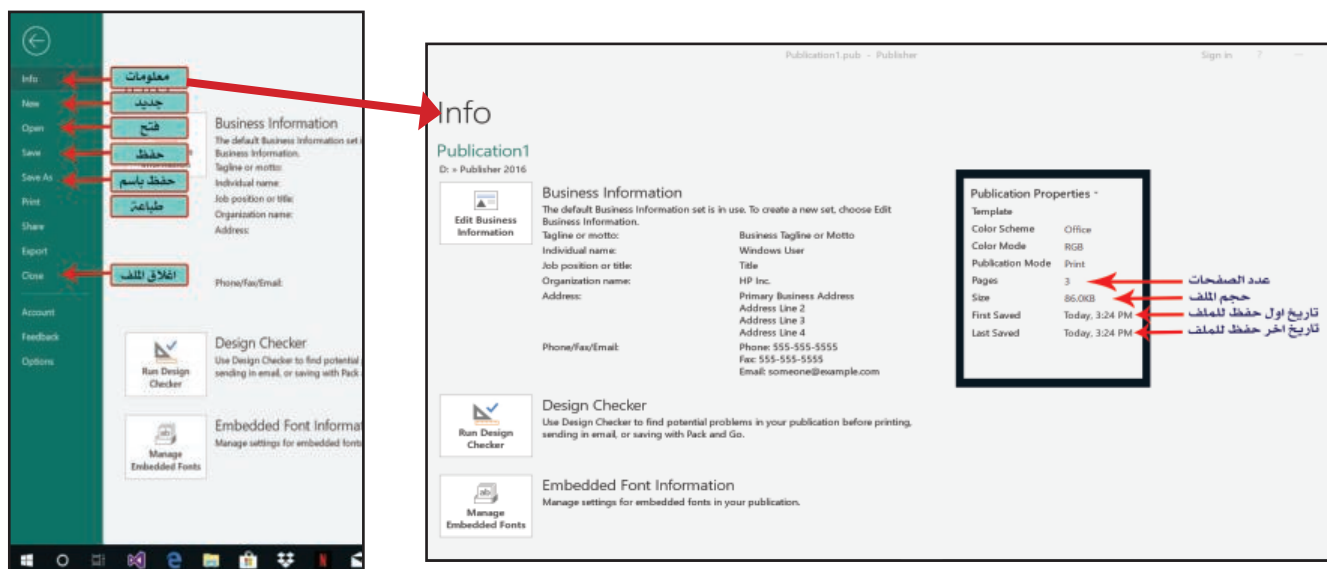 Info
New
Open
Save
Save As
Print
Share
Export
Close
Account
Feedback
Options
معلومات
جديد
فتح
حفظ
حفظ باسم
طباعة
اغلاق الملف
Business Information
The default Business Information set i
Business Information.
Tagline or motto:
Individual name:
Job position or title:
Organization name:
Address:
Phone/Fax/Email:
Run Design
Checker
Design Checker
Use Design Checker to find potential
sending in email, or saving with Pack
Manage
Embedded Fonts
Embedded Font Informat
Manage settings for embedded fonts
Publication1.pub - Publisher
Sign in ?
Info
Publication1
D: » Publisher 2016
Edit Business
Information
Business Information
The default Business Information set is in use. To create a new set, choose Edit
Business Information.
Tagline or motto: Business Tagline or Motto
Individual name: Windows User
Job position or title: Title
Organization name: HP Inc.
Address: Primary Business Address
Address Line 2
Address Line 3
Address Line 4
Phone/Fax/Email: Phone: 555-555-5555
Fax: 555-555-5555
Email: someone@example.com
Run Design
Checker
Design Checker
Use Design Checker to find potential problems in your publication before printing,
sending in email, or saving with Pack and Go.
Manage
Embedded Fonts
Embedded Font Information
Manage settings for embedded fonts in your publication.
Publication Properties
Template
Color Scheme Office
Color Mode RGB
Publication Mode Print
Pages 3
Size 86.0KB
First Saved Today, 3:24 PM
Last Saved Today, 3:24 PM
عدد الصفحات
حجم الملف
تاريخ اول حفظ للملف
تاريخ اخر حفظ للملف